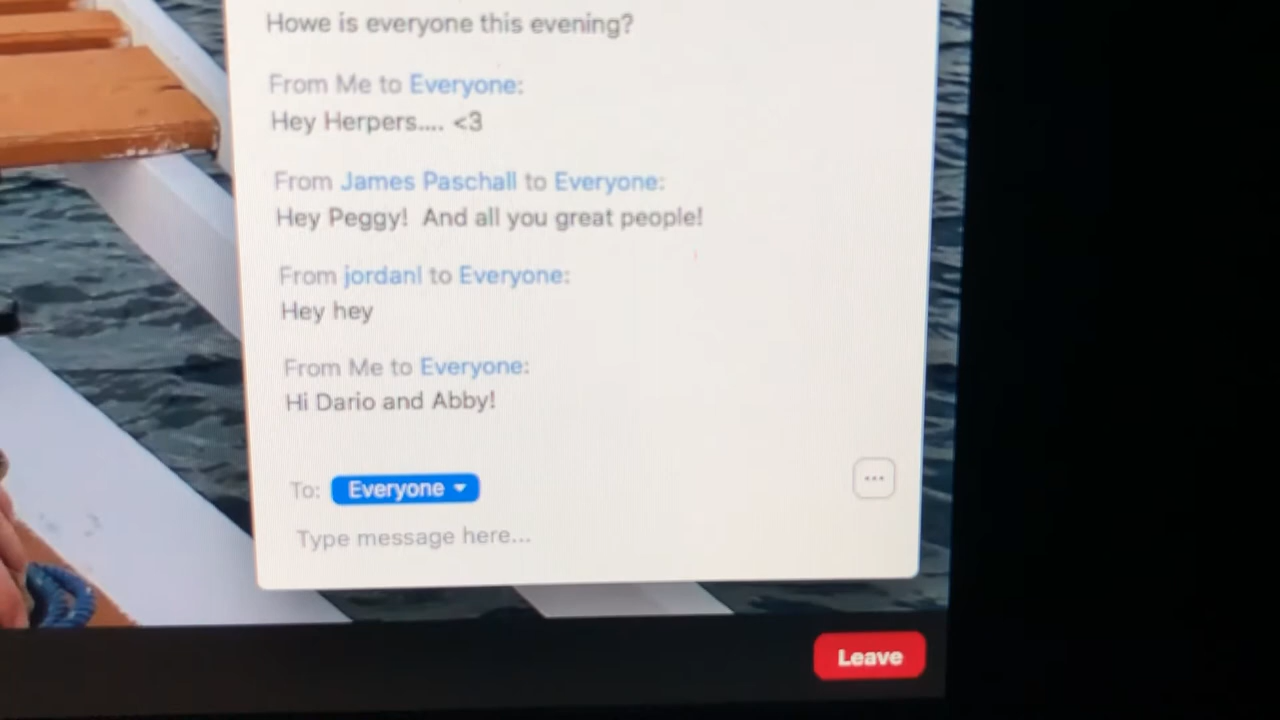 Howe is everyone this evening?
From Me to Everyone:
Hey Herpers.... <3
From James Paschall to Everyone:
Hey Peggy!  And all you great people!
From jordanl to Everyone:
Hey hey
From Me to Everyone:
Hi Dario and Abby!
To: Everyone
Type message here...
Leave